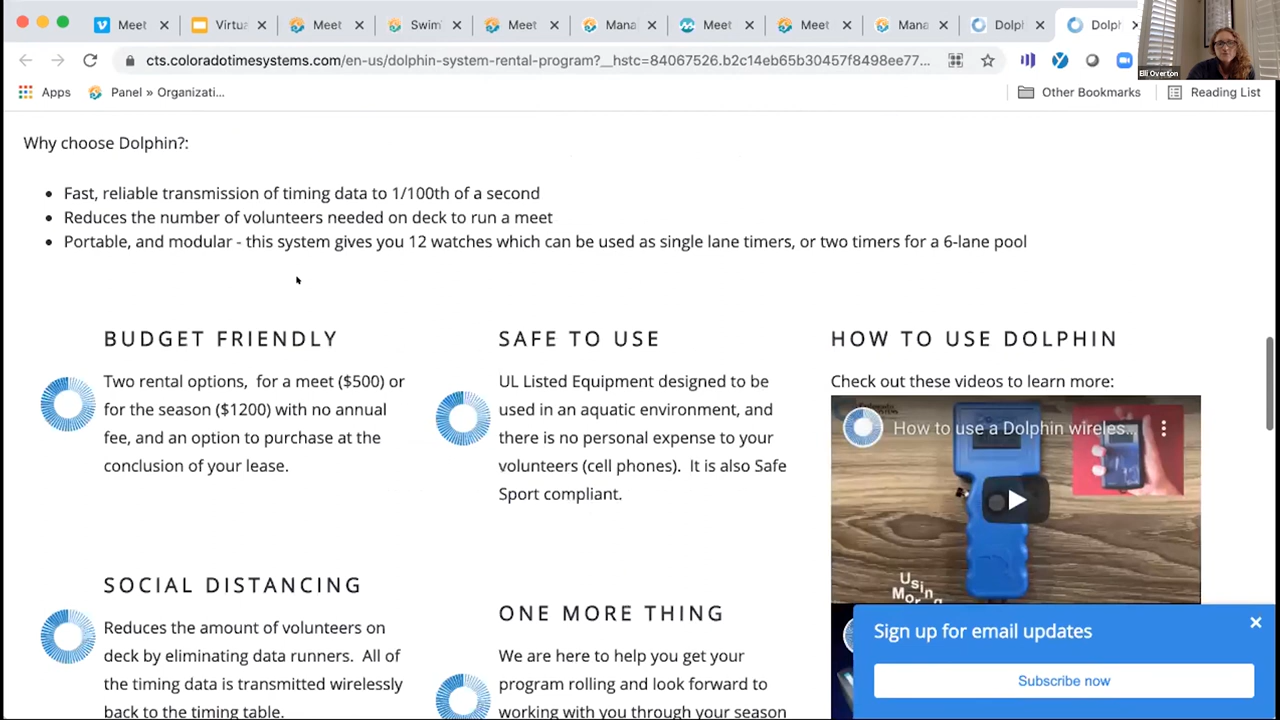 Meet
Virtua
Meet
Swim
Meet
Mana
Meet
Meet
Mana
Dolph
Dolph
Elli Overton
cts.coloradotimesystems.com/en-us/dolphin-system-rental-program?__hstc=84067526.b2c14eb65b30457f8498ee77...
Apps
Panel » Organizati...
Other Bookmarks
Reading List
Why choose Dolphin?:
• Fast, reliable transmission of timing data to 1/100th of a second
• Reduces the number of volunteers needed on deck to run a meet
• Portable, and modular - this system gives you 12 watches which can be used as single lane timers, or two timers for a 6-lane pool
BUDGET FRIENDLY
Two rental options, for a meet ($500) or
for the season ($1200) with no annual
fee, and an option to purchase at the
conclusion of your lease.
SAFE TO USE
UL Listed Equipment designed to be
used in an aquatic environment, and
there is no personal expense to your
volunteers (cell phones). It is also Safe
Sport compliant.
HOW TO USE DOLPHIN
Check out these videos to learn more:
How to use a Dolphin wireles...
Using
SOCIAL DISTANCING
Reduces the amount of volunteers on
deck by eliminating data runners. All of
the timing data is transmitted wirelessly
back to the timing table.
ONE MORE THING
We are here to help you get your
program rolling and look forward to
working with you through your season
Sign up for email updates
Subscribe now